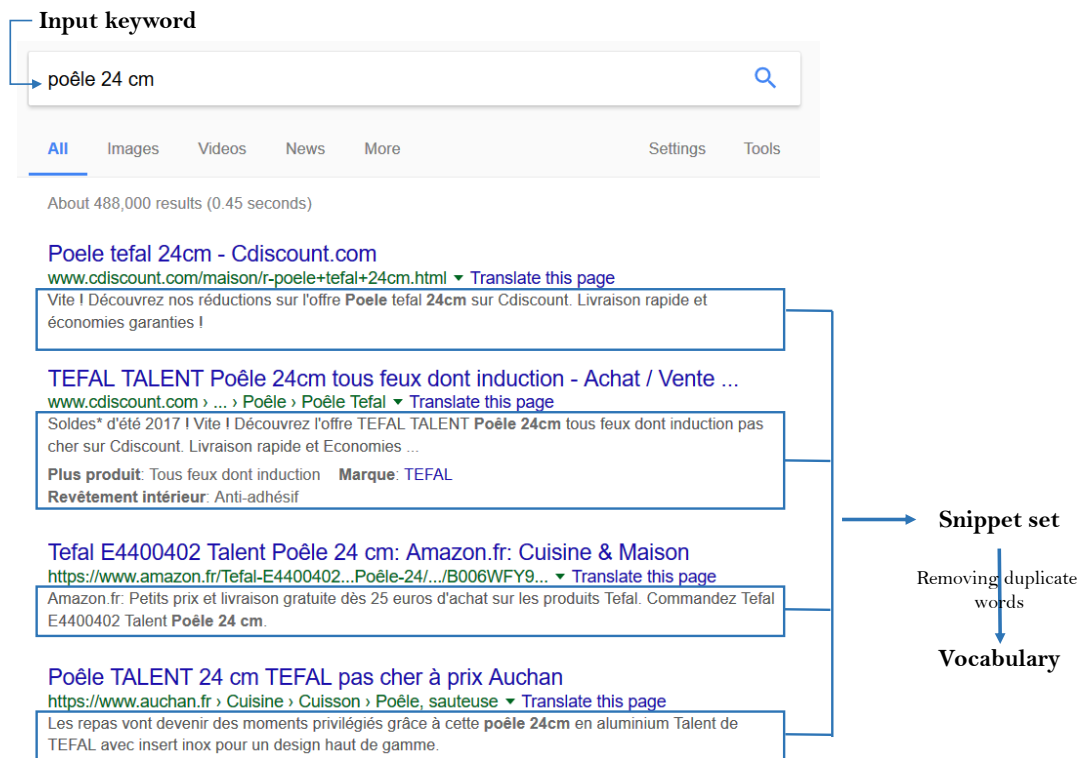 Input keyword
poêle 24 cm
All Images Videos News More Settings Tools
About 488,000 results (0.45 seconds)
Poele tefal 24cm - Cdiscount.com
www.cdiscount.com/maison/r-poele+tefal+24cm.html ▾ Translate this page
Vite ! Découvrez nos réductions sur l'offre Poele tefal 24cm sur Cdiscount. Livraison rapide et
économies garanties !
TEFAL TALENT Poêle 24cm tous feux dont induction - Achat / Vente ...
www.cdiscount.com › ... › Poêle › Poêle Tefal ▾ Translate this page
Soldes* d'été 2017 ! Vite ! Découvrez l'offre TEFAL TALENT Poêle 24cm tous feux dont induction pas
cher sur Cdiscount. Livraison rapide et Economies ...
Plus produit: Tous feux dont induction Marque: TEFAL
Revêtement intérieur: Anti-adhésif
Snippet set
Tefal E4400402 Talent Poêle 24 cm: Amazon.fr: Cuisine & Maison
https://www.amazon.fr/Tefal-E4400402...Poêle-24/.../B006WFY9... ▾ Translate this page
Amazon.fr: Petits prix et livraison gratuite dès 25 euros d'achat sur les produits Tefal. Commandez Tefal
E4400402 Talent Poêle 24 cm.
Removing duplicate
words
Vocabulary
Poêle TALENT 24 cm TEFAL pas cher à prix Auchan
https://www.auchan.fr › Cuisine › Cuisson › Poêle, sauteuse ▾ Translate this page
Les repas vont devenir des moments privilégiés grâce à cette poêle 24cm en aluminium Talent de
TEFAL avec insert inox pour un design haut de gamme.